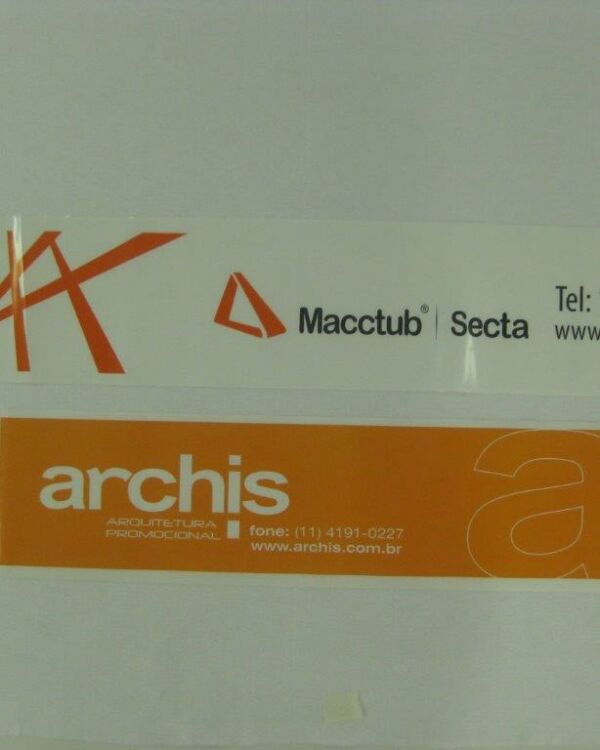 Macctub® | Secta
Tel:
www
archis
ARQUITETURA
PROMOCIONAL
fone: (11) 4191-0227
www.archis.com.br
a